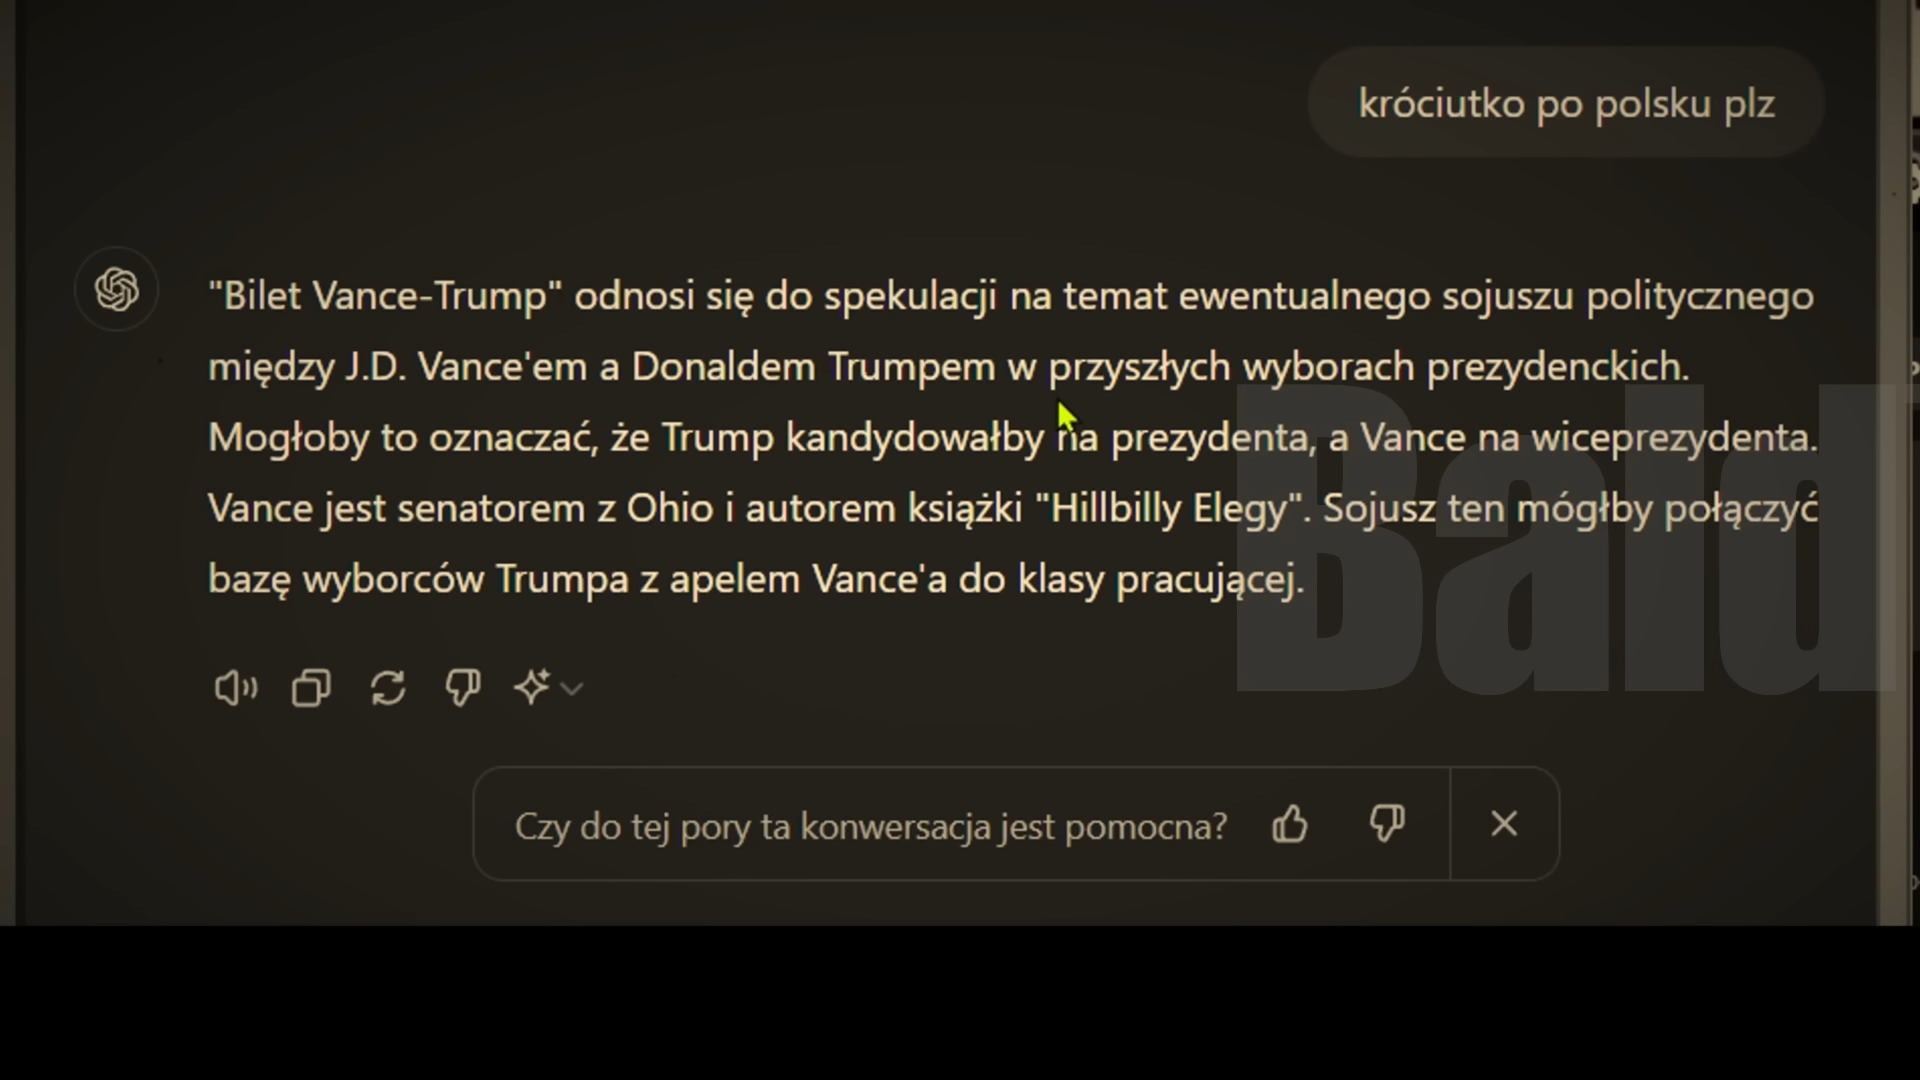 króciutko po polsku plz
"Bilet Vance-Trump" odnosi się do spekulacji na temat ewentualnego sojuszu politycznego
między J.D. Vance'em a Donaldem Trumpem w przyszłych wyborach prezydenckich.
Mogłoby to oznaczać, że Trump kandydowałby na prezydenta, a Vance na wiceprezydenta.
Vance jest senatorem z Ohio i autorem książki "Hillbilly Elegy". Sojusz ten mógłby połączyć
bazę wyborców Trumpa z apelem Vance'a do klasy pracującej.
Bald
Czy do tej pory ta konwersacja jest pomocna?